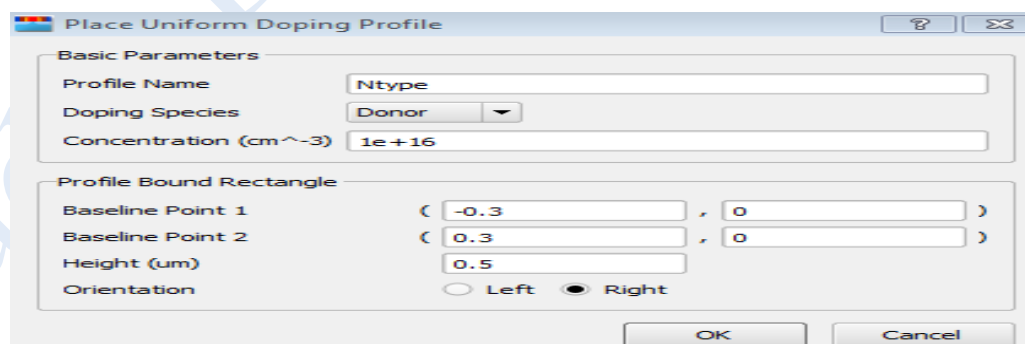 Place Uniform Doping Profile
Basic Parameters
Profile Name Ntype
Doping Species Donor
Concentration (cm^-3) 1e+16
Profile Bound Rectangle
Baseline Point 1 ( -0.3 , 0 )
Baseline Point 2 ( 0.3 , 0 )
Height (um) 0.5
Orientation Left Right
OK Cancel